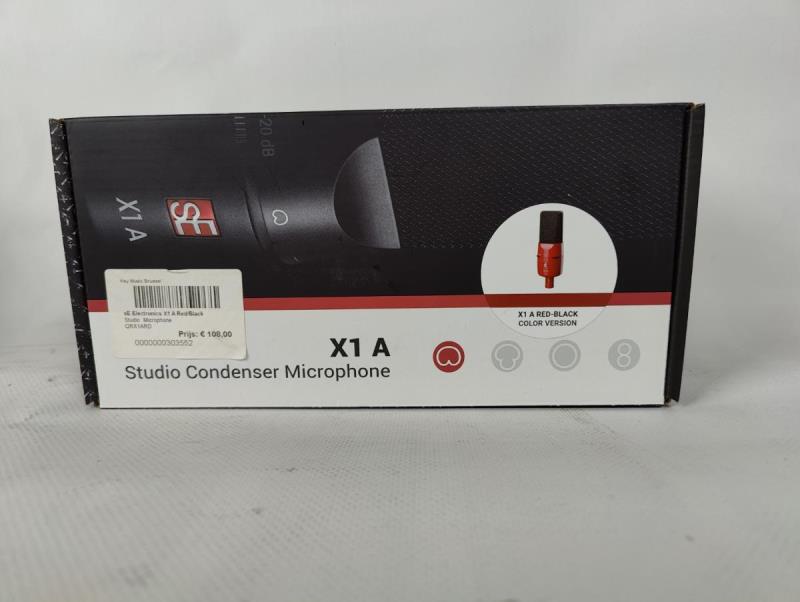 -20 dB
X1 A
sE
Key Music Brussel
sE Electronics X1 A Red/Black
Studio Microphone
QRX1ARD
Prijs: € 108,00
0000000303552
X1 A RED-BLACK
COLOR VERSION
X1 A
Studio Condenser Microphone